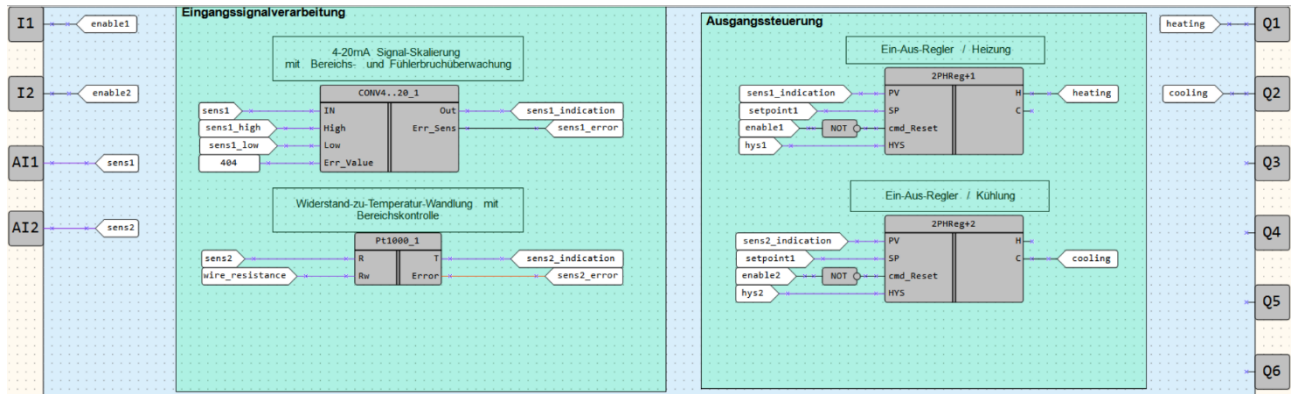 I1
enable1
I2
enable2
AI1
sens1
AI2
sens2
Eingangssignalverarbeitung
4-20mA Signal-Skalierung
mit Bereichs- und Fühlerbruchüberwachung
CONV4..20_1
sens1
IN
Out
sens1_indication
sens1_high
High
Err_Sens
sens1_error
sens1_low
Low
404
Err_Value
Widerstand-zu-Temperatur-Wandlung mit
Bereichskontrolle
Pt1000_1
sens2
R
T
sens2_indication
wire_resistance
Rw
Error
sens2_error
Ausgangssteuerung
Ein-Aus-Regler / Heizung
2PHReg+1
sens1_indication
PV
H
heating
setpoint1
SP
C
enable1
NOT
cmd_Reset
hys1
HYS
Ein-Aus-Regler / Kühlung
2PHReg+2
sens2_indication
PV
H
setpoint1
SP
C
cooling
enable2
NOT
cmd_Reset
hys2
HYS
heating
Q1
cooling
Q2
Q3
Q4
Q5
Q6